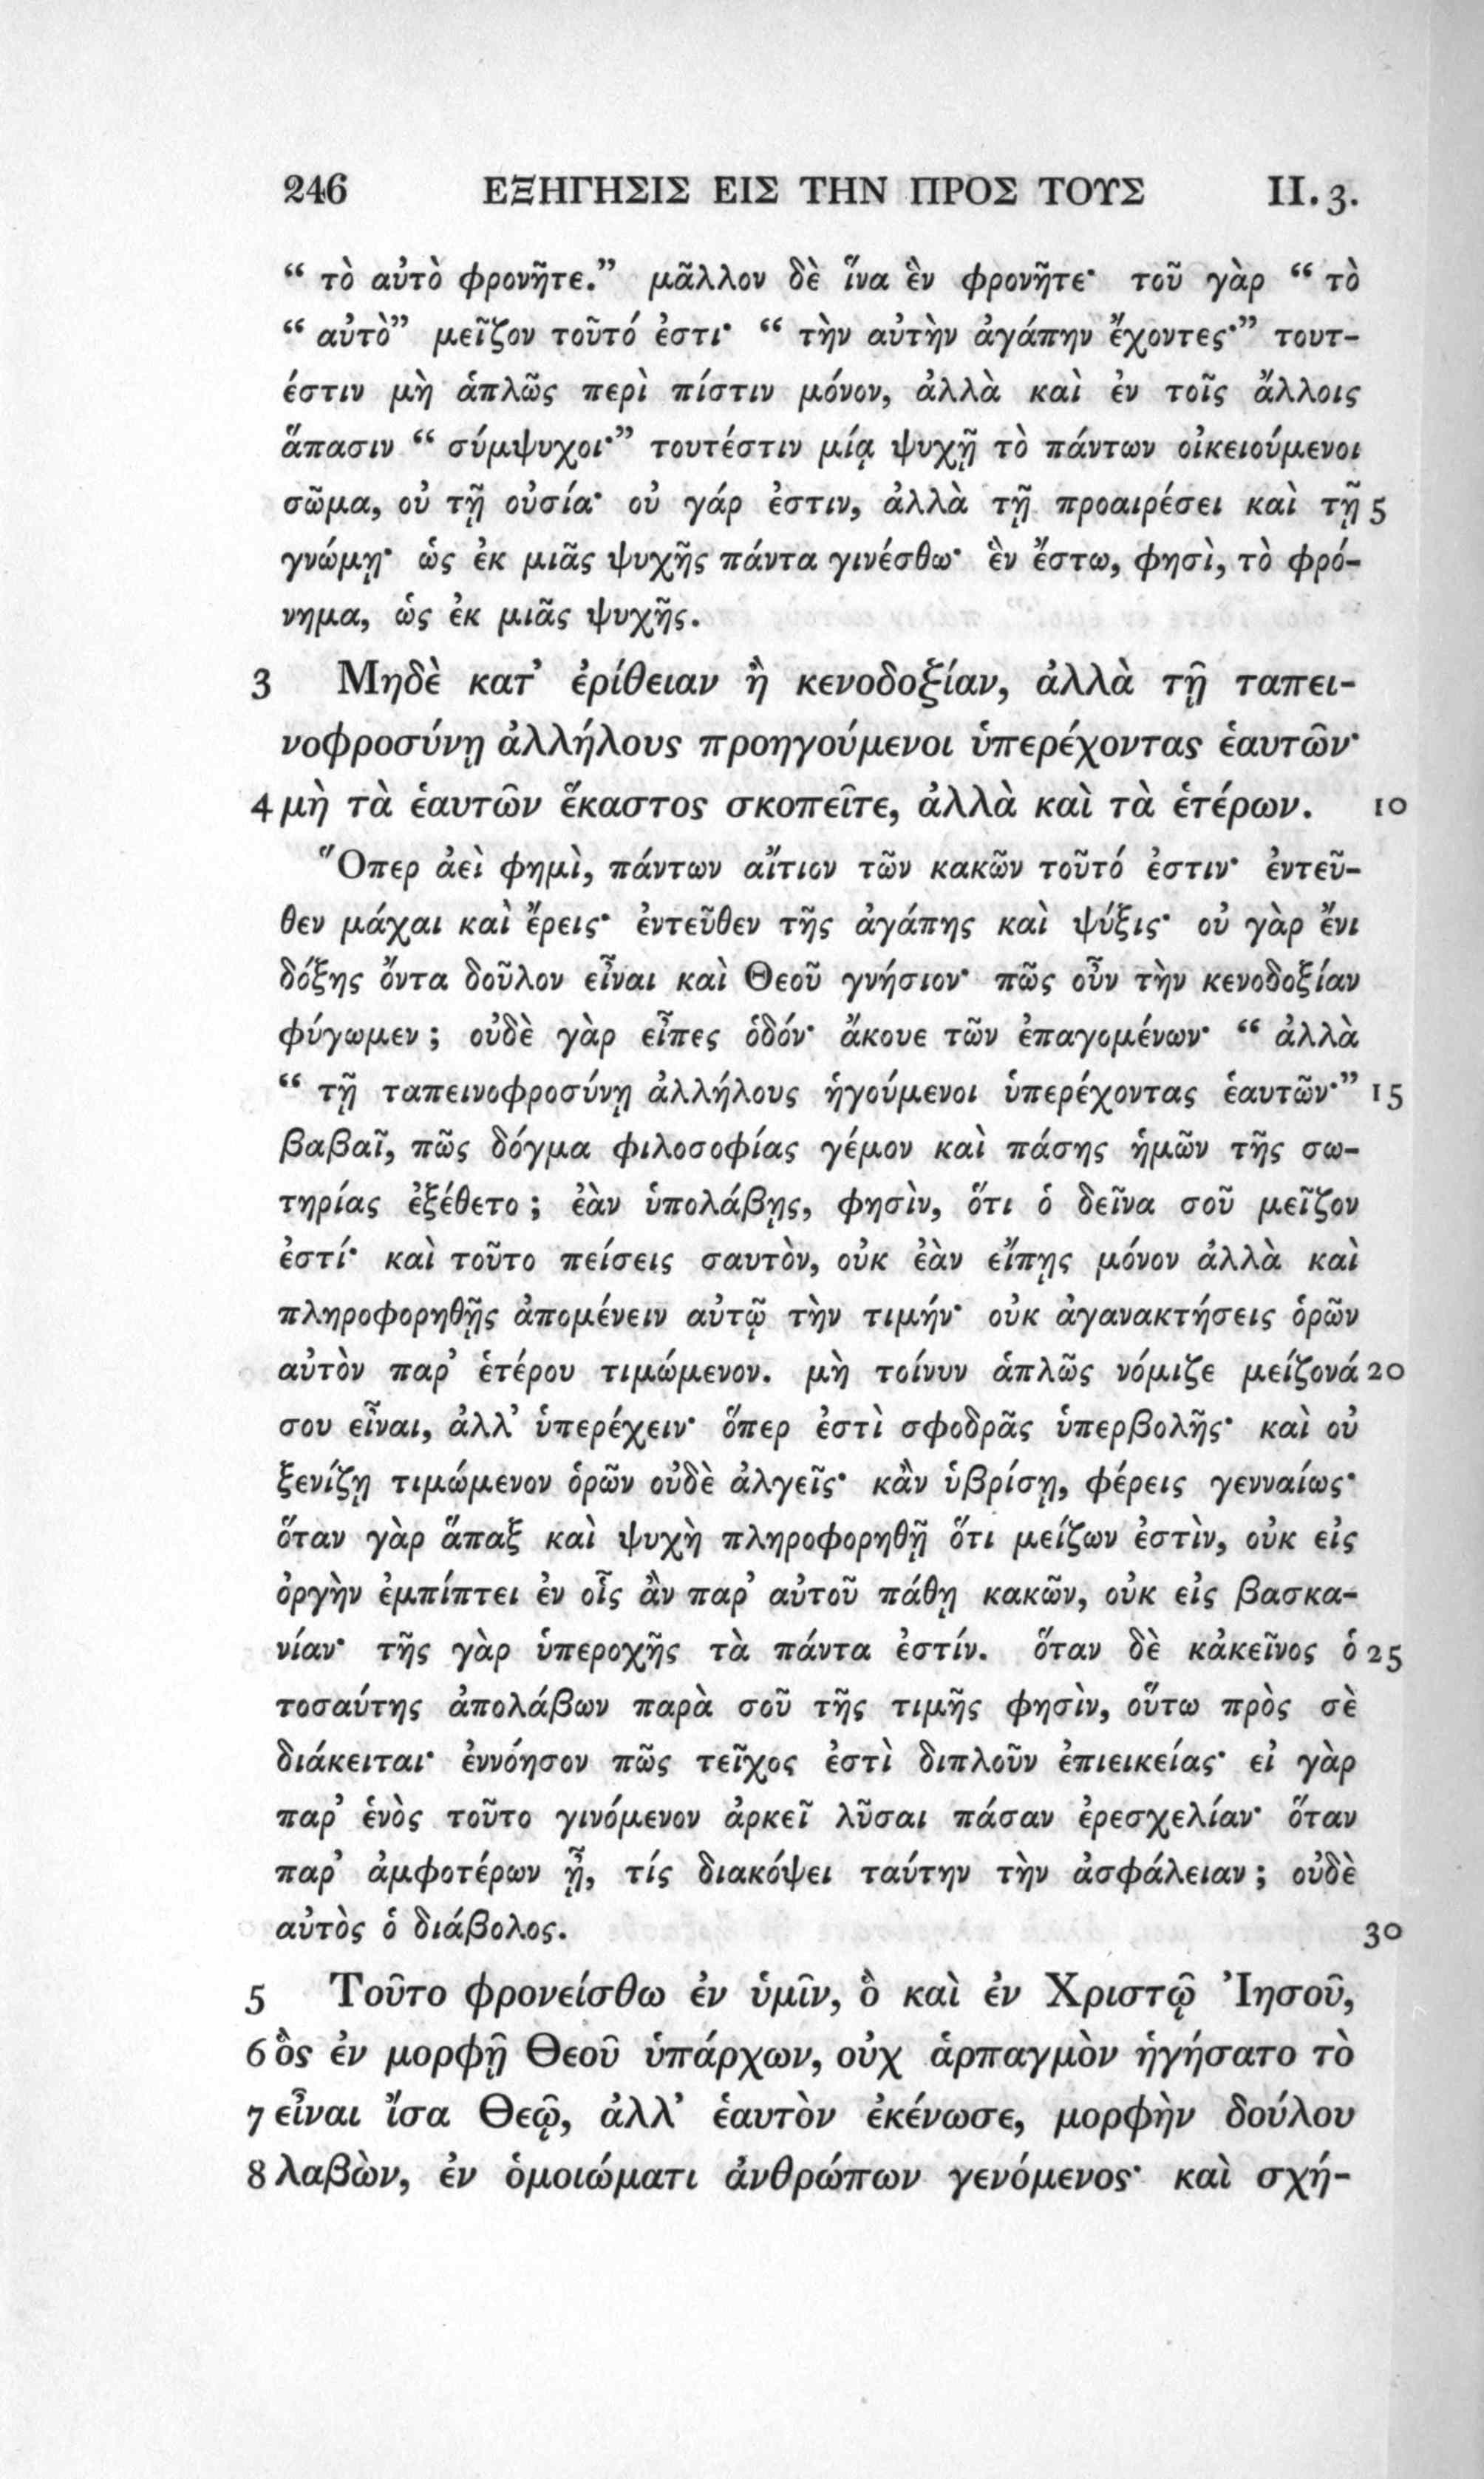 246 ΕΞΗΓΗΣΙΣ ΕΙΣ ΤΗΝ ΠΡΟΣ ΤΟΥΣ II. 3.
“ τὸ αὐτὸ φρονῆτε.” μᾶλλον δὲ ἵνα ἓν φρονῆτε· τοῦ γὰρ “ τὸ
“ αὐτὸ” μεῖζον τοῦτό ἐστι· “ τὴν αὐτὴν ἀγάπην ἔχοντες·” τουτ-
έστιν μὴ ἁπλῶς περὶ πίστιν μόνον, ἀλλὰ καὶ ἐν τοῖς ἄλλοις
ἅπασιν “ σύμψυχοι·” τουτέστιν μίᾳ ψυχῇ τὸ πάντων οἰκειούμενοι
σῶμα, οὐ τῇ οὐσία· οὐ γάρ ἐστιν, ἀλλὰ τῇ προαιρέσει καὶ τῇ 5
γνώμῃ· ὡς ἐκ μιᾶς ψυχῆς πάντα γινέσθω· ἓν ἔστω, φησὶ, τὸ φρό-
νημα, ὡς ἐκ μιᾶς ψυχῆς.
3 Μηδὲ κατ’ ἐρίθειαν ἢ κενοδοξίαν, ἀλλὰ τῇ ταπει-
νοφροσύνῃ ἀλλήλους προηγούμενοι ὑπερέχοντας ἑαυτῶν·
4 μὴ τὰ ἑαυτῶν ἕκαστος σκοπεῖτε, ἀλλὰ καὶ τὰ ἑτέρων. 10
Ὅπερ ἀεὶ φημὶ, πάντων αἴτιον τῶν κακῶν τοῦτό ἐστιν· ἐντεῦ-
θεν μάχαι καὶ ἔρεις· ἐντεῦθεν τῆς ἀγάπης καὶ ψύξις· οὐ γὰρ ἔνι
δόξης ὄντα δοῦλον εἶναι καὶ Θεοῦ γνήσιον· πῶς οὖν τὴν κενοδοξίαν
φύγωμεν ; οὐδὲ γὰρ εἶπες ὁδόν· ἄκουε τῶν ἐπαγομένων· “ ἀλλὰ
“ τῇ ταπεινοφροσύνῃ ἀλλήλους ἡγούμενοι ὑπερέχοντας ἑαυτῶν·” 15
βαβαῖ, πῶς δόγμα φιλοσοφίας γέμον καὶ πάσης ἡμῶν τῆς σω-
τηρίας ἐξέθετο ; ἐὰν ὑπολάβῃς, φησὶν, ὅτι ὁ δεῖνα σοῦ μεῖζον
ἐστί· καὶ τοῦτο πείσεις σαυτὸν, οὐκ ἐὰν εἴπῃς μόνον ἀλλὰ καὶ
πληροφορηθῇς ἀπομένειν αὐτῷ τὴν τιμήν· οὐκ ἀγανακτήσεις ὁρῶν
αὐτὸν παρ’ ἑτέρου τιμώμενον. μὴ τοίνυν ἁπλῶς νόμιζε μείζονά 20
σου εἶναι, ἀλλ’ ὑπερέχειν· ὅπερ ἐστὶ σφοδρᾶς ὑπερβολῆς· καὶ οὐ
ξενίζῃ τιμώμενον ὁρῶν οὐδὲ ἀλγεῖς· κἂν ὑβρίσῃ, φέρεις γενναίως·
ὅταν γὰρ ἅπαξ καὶ ψυχὴ πληροφορηθῇ ὅτι μείζων ἐστὶν, οὐκ εἰς
ὀργὴν ἐμπίπτει ἐν οἷς ἂν παρ’ αὐτοῦ πάθῃ κακῶν, οὐκ εἰς βασκα-
νίαν· τῆς γὰρ ὑπεροχῆς τὰ πάντα ἐστίν. ὅταν δὲ κἀκεῖνος ὁ 25
τοσαύτης ἀπολάβων παρὰ σοῦ τῆς τιμῆς φησὶν, οὕτω πρὸς σὲ
διάκειται· ἐννόησον πῶς τεῖχος ἐστὶ διπλοῦν ἐπιεικείας· εἰ γὰρ
παρ’ ἑνὸς τοῦτο γινόμενον ἀρκεῖ λῦσαι πάσαν ἐρεσχελίαν· ὅταν
παρ’ ἀμφοτέρων ᾖ, τίς διακόψει ταύτην τὴν ἀσφάλειαν ; οὐδὲ
αὐτὸς ὁ διάβολος. 30
5 Τοῦτο φρονείσθω ἐν ὑμῖν, ὃ καὶ ἐν Χριστῷ Ἰησοῦ,
6 ὃς ἐν μορφῇ Θεοῦ ὑπάρχων, οὐχ ἁρπαγμὸν ἡγήσατο τὸ
7 εἶναι ἴσα Θεῷ, ἀλλ’ ἑαυτὸν ἐκένωσε, μορφὴν δούλου
8 λαβὼν, ἐν ὁμοιώματι ἀνθρώπων γενόμενος· καὶ σχή-